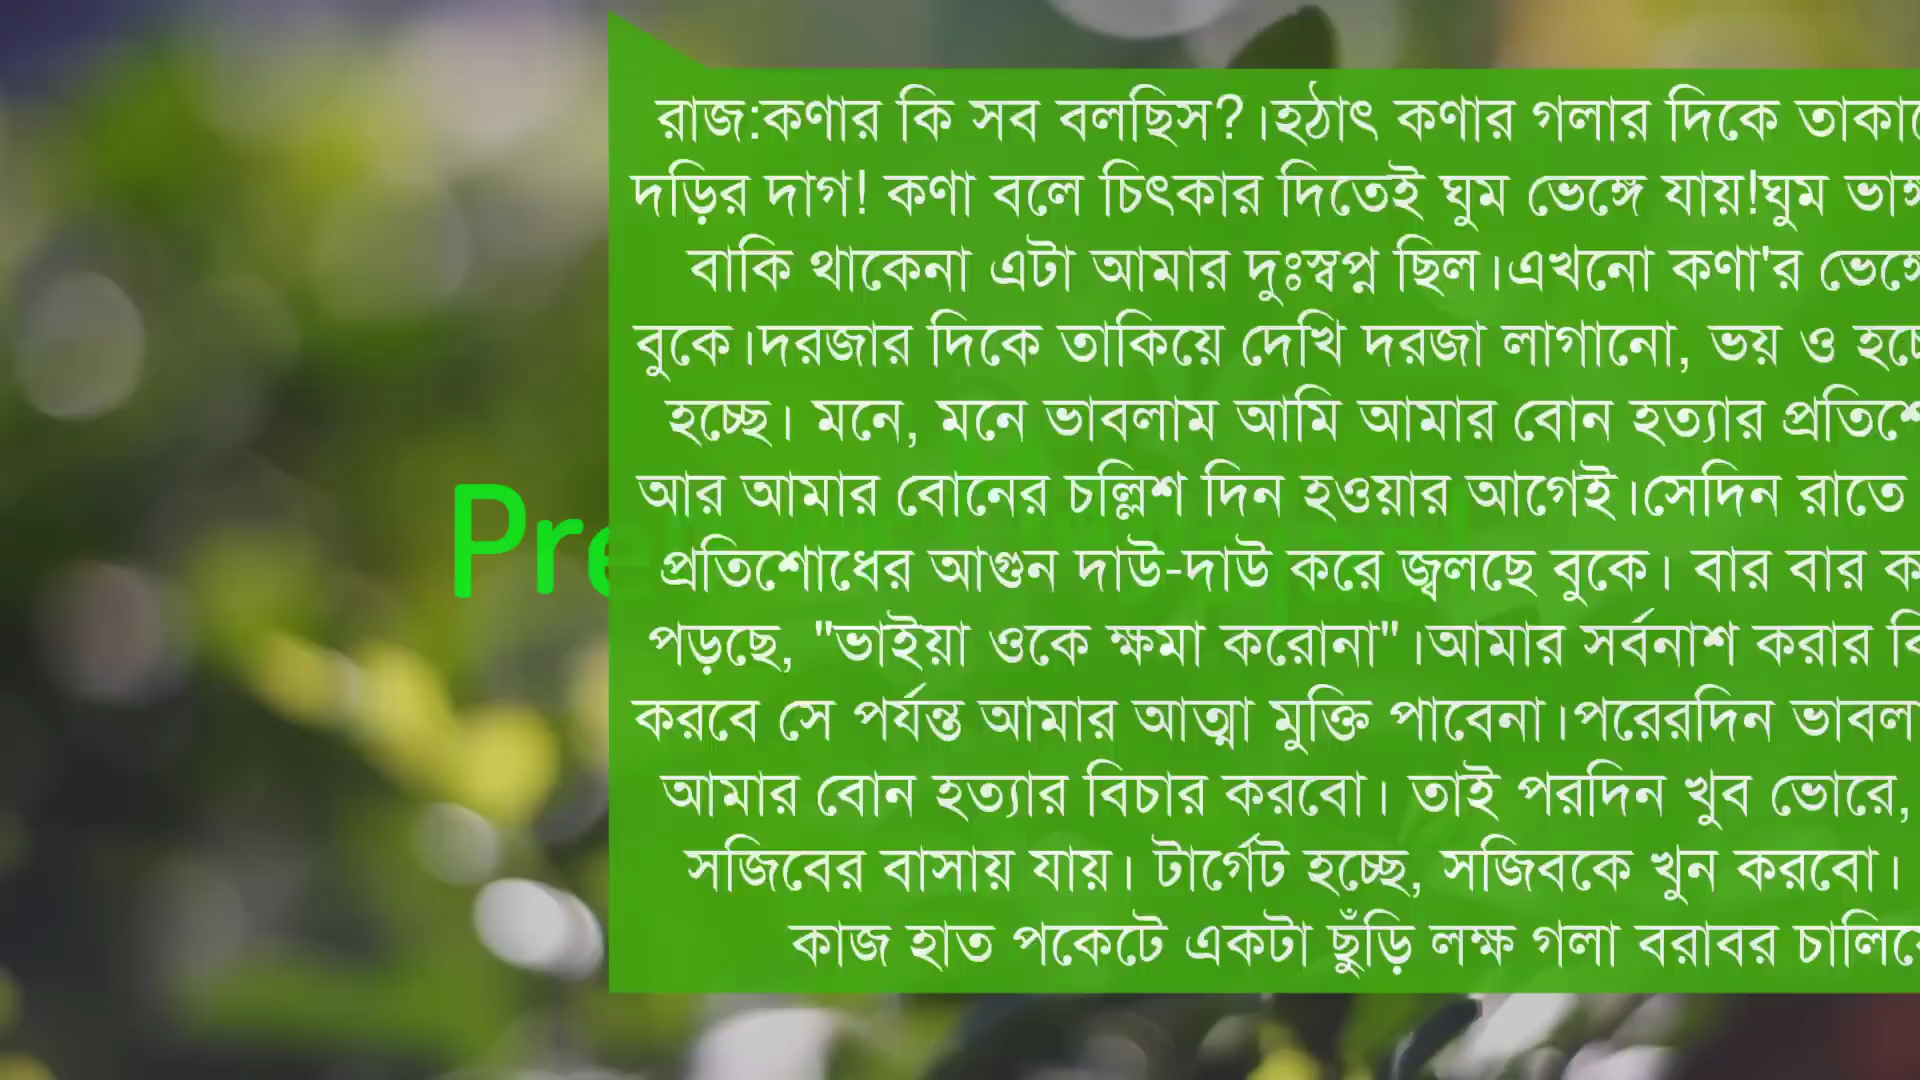 রাজ:কণার কি সব বলছিস?।হঠাৎ কণার গলার দিকে
দড়ির দাগ! কণা বলে চিৎকার দিতেই ঘুম ভেঙ্গে যায়!ঘুম
বাকি থাকেনা এটা আমার দুঃস্বপ্ন ছিল।এখনো কণা'র
বুকে।দরজার দিকে তাকিয়ে দেখি দরজা লাগানো, ভয় ও
হচ্ছে। মনে, মনে ভাবলাম আমি আমার বোন হত্যার
আর আমার বোনের চল্লিশ দিন হওয়ার আগেই।সেদিন রাতে
প্রতিশোধের আগুন দাউ-দাউ করে জ্বলছে বুকে। বার বার
পড়ছে, "ভাইয়া ওকে ক্ষমা করোনা"।আমার সর্বনাশ করার
করবে সে পর্যন্ত আমার আত্মা মুক্তি পাবেনা।পরেরদিন
আমার বোন হত্যার বিচার করবো। তাই পরদিন খুব ভোরে,
সজিবের বাসায় যায়। টার্গেট হচ্ছে, সজিবকে খুন করবো।
কাজ হাত পকেটে একটা ছুঁড়ি লক্ষ গলা বরাবর